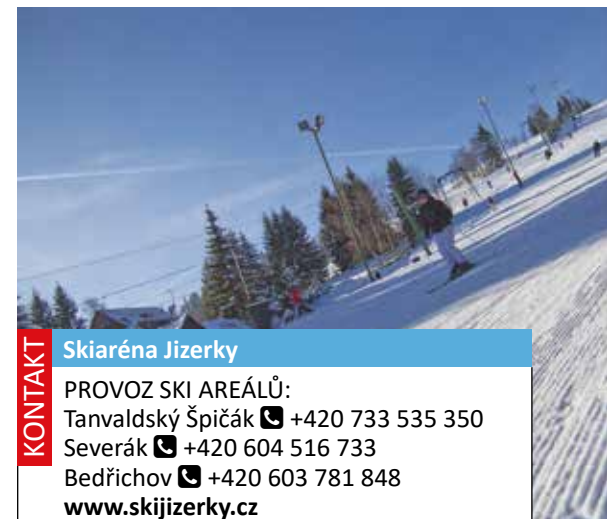 KONTAKT
Skiaréna Jizerky
PROVOZ SKI AREÁLŮ:
Tanvaldský Špičák +420 733 535 350
Severák +420 604 516 733
Bedřichov +420 603 781 848
www.skijizerky.cz